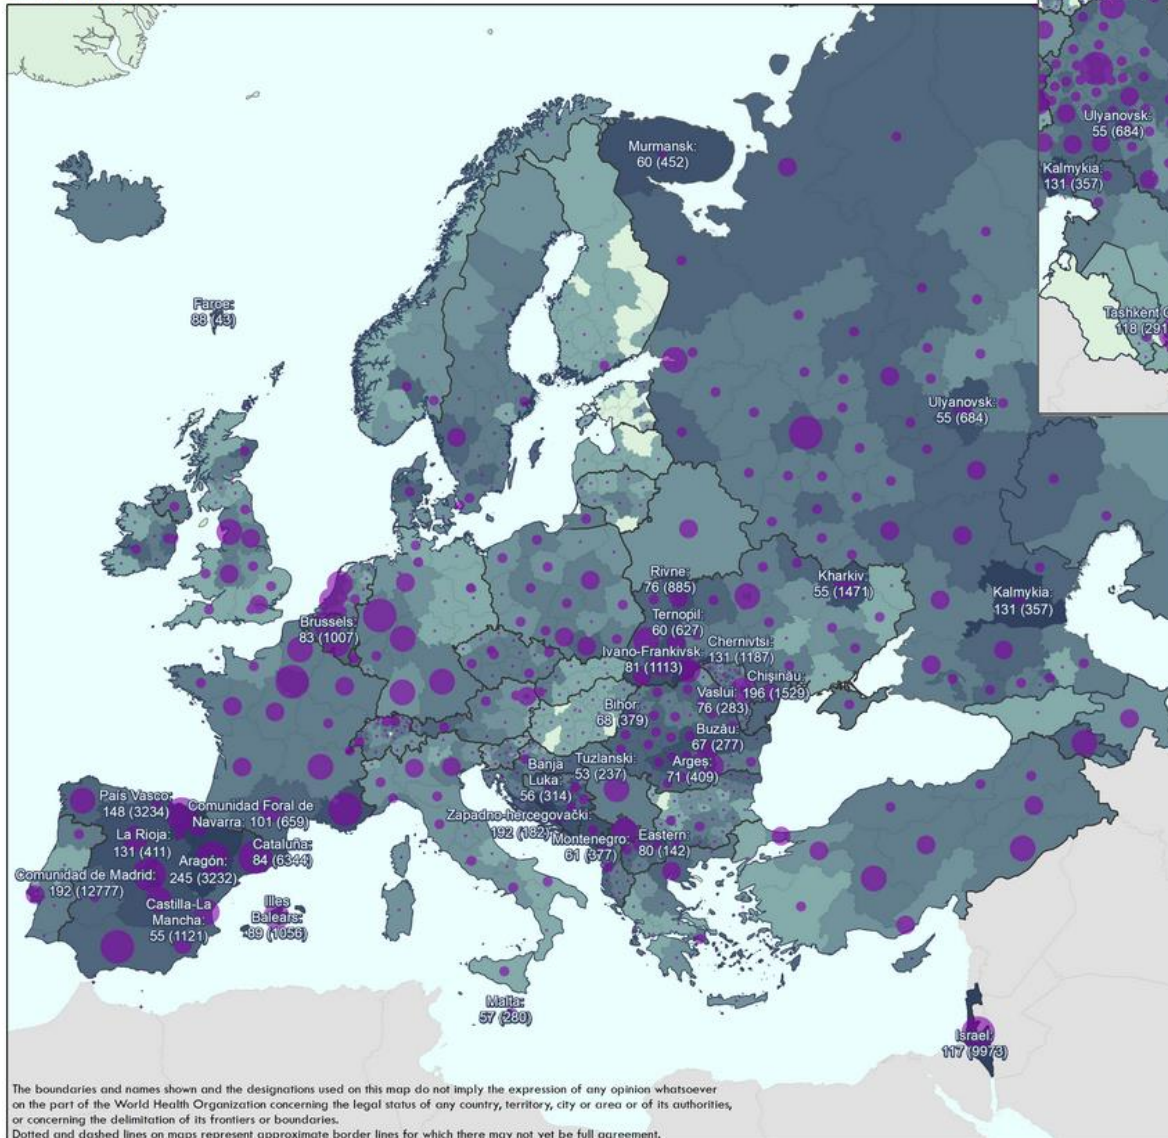 Murmansk:
60 (452)
Ulyanovsk:
55 (684)
Kalmykia:
131 (357)
Tashkent
118 (291
Faroe:
88 (43)
Ulyanovsk:
55 (684)
Rivne:
76 (885)
Kharkiv:
55 (1471)
Kalmykia:
131 (357)
Brussels:
83 (1007)
Ternopil:
60 (627)
Chernivtsi:
131 (1187)
Ivano-Frankivsk:
81 (1113)
Chişinău:
196 (1529)
Vaslui:
76 (283)
Bihor:
68 (379)
Buzău:
67 (277)
Banja
Luka:
56 (314)
Tuzlanski:
53 (237)
Argeş:
71 (409)
País Vasco:
148 (3234)
Comunidad Foral de
Navarra: 101 (659)
Zapadno-hercegovački:
192 (182)
La Rioja:
131 (411)
Montenegro:
61 (377)
Eastern:
80 (142)
Cataluña:
84 (6344)
Aragón:
245 (3232)
Comunidad de Madrid:
192 (12777)
Castilla-La
Mancha:
55 (1121)
Illes
Balears:
89 (1056)
Malta:
57 (280)
Israel:
117 (9973)
The boundaries and names shown and the designations used on this map do not imply the expression of any opinion whatsoever
on the part of the World Health Organization concerning the legal status of any country, territory, city or area or of its authorities,
or concerning the delimitation of its frontiers or boundaries.
Dotted and dashed lines on maps represent approximate border lines for which there may not yet be full agreement.